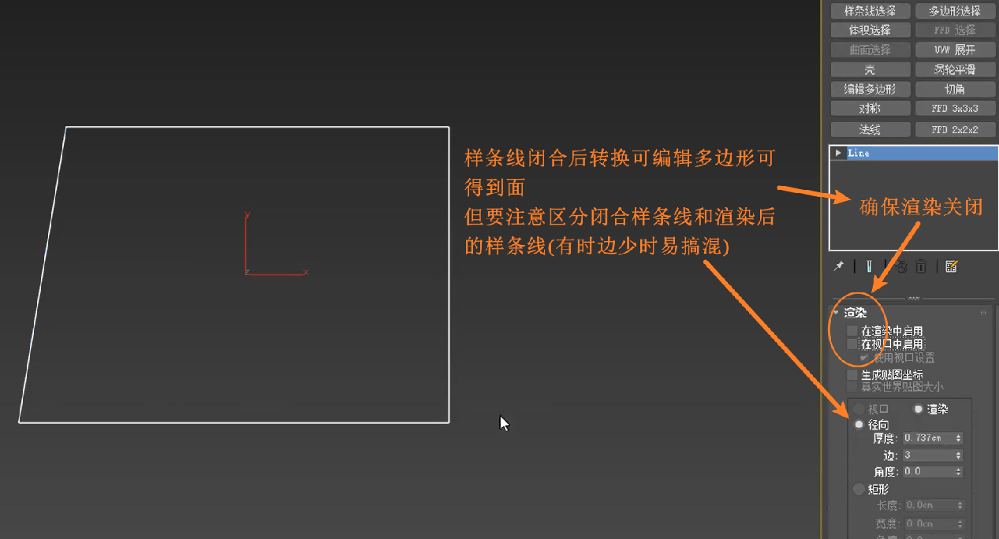 样条线选择 多边形选择
体积选择 FFD 选择
曲面选择 UVW 展开
壳 涡轮平滑
编辑多边形 切角
对称 FFD 3x3x3
法线 FFD 2x2x2
Line
样条线闭合后转换可编辑多边形可
得到面
但要注意区分闭合样条线和渲染后
的样条线(有时边少时易搞混)
确保渲染关闭
y
z x
渲染
在渲染中启用
在视口中启用
使用视口设置
生成贴图坐标
真实世界贴图大小
视口 渲染
径向
厚度: 0.737cm
边: 3
角度: 0.0
矩形
长度: 0.0cm
宽度: 0.0cm